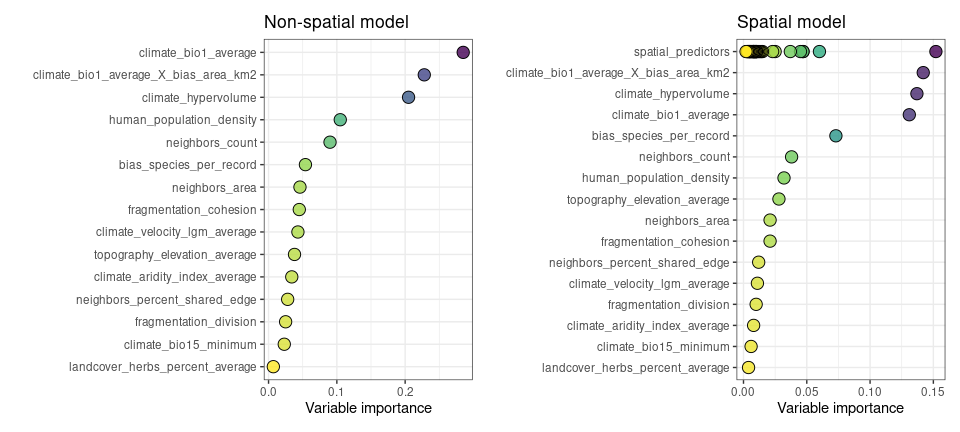 Non-spatial model
climate_bio1_average
climate_bio1_average_X_bias_area_km2
climate_hypervolume
human_population_density
neighbors_count
bias_species_per_record
neighbors_area
fragmentation_cohesion
climate_velocity_lgm_average
topography_elevation_average
climate_aridity_index_average
neighbors_percent_shared_edge
fragmentation_division
climate_bio15_minimum
landcover_herbs_percent_average
0.0 0.1 0.2
Variable importance
Spatial model
spatial_predictors
climate_bio1_average_X_bias_area_km2
climate_hypervolume
climate_bio1_average
bias_species_per_record
neighbors_count
human_population_density
topography_elevation_average
neighbors_area
fragmentation_cohesion
neighbors_percent_shared_edge
climate_velocity_lgm_average
fragmentation_division
climate_aridity_index_average
climate_bio15_minimum
landcover_herbs_percent_average
0.00 0.05 0.10 0.15
Variable importance